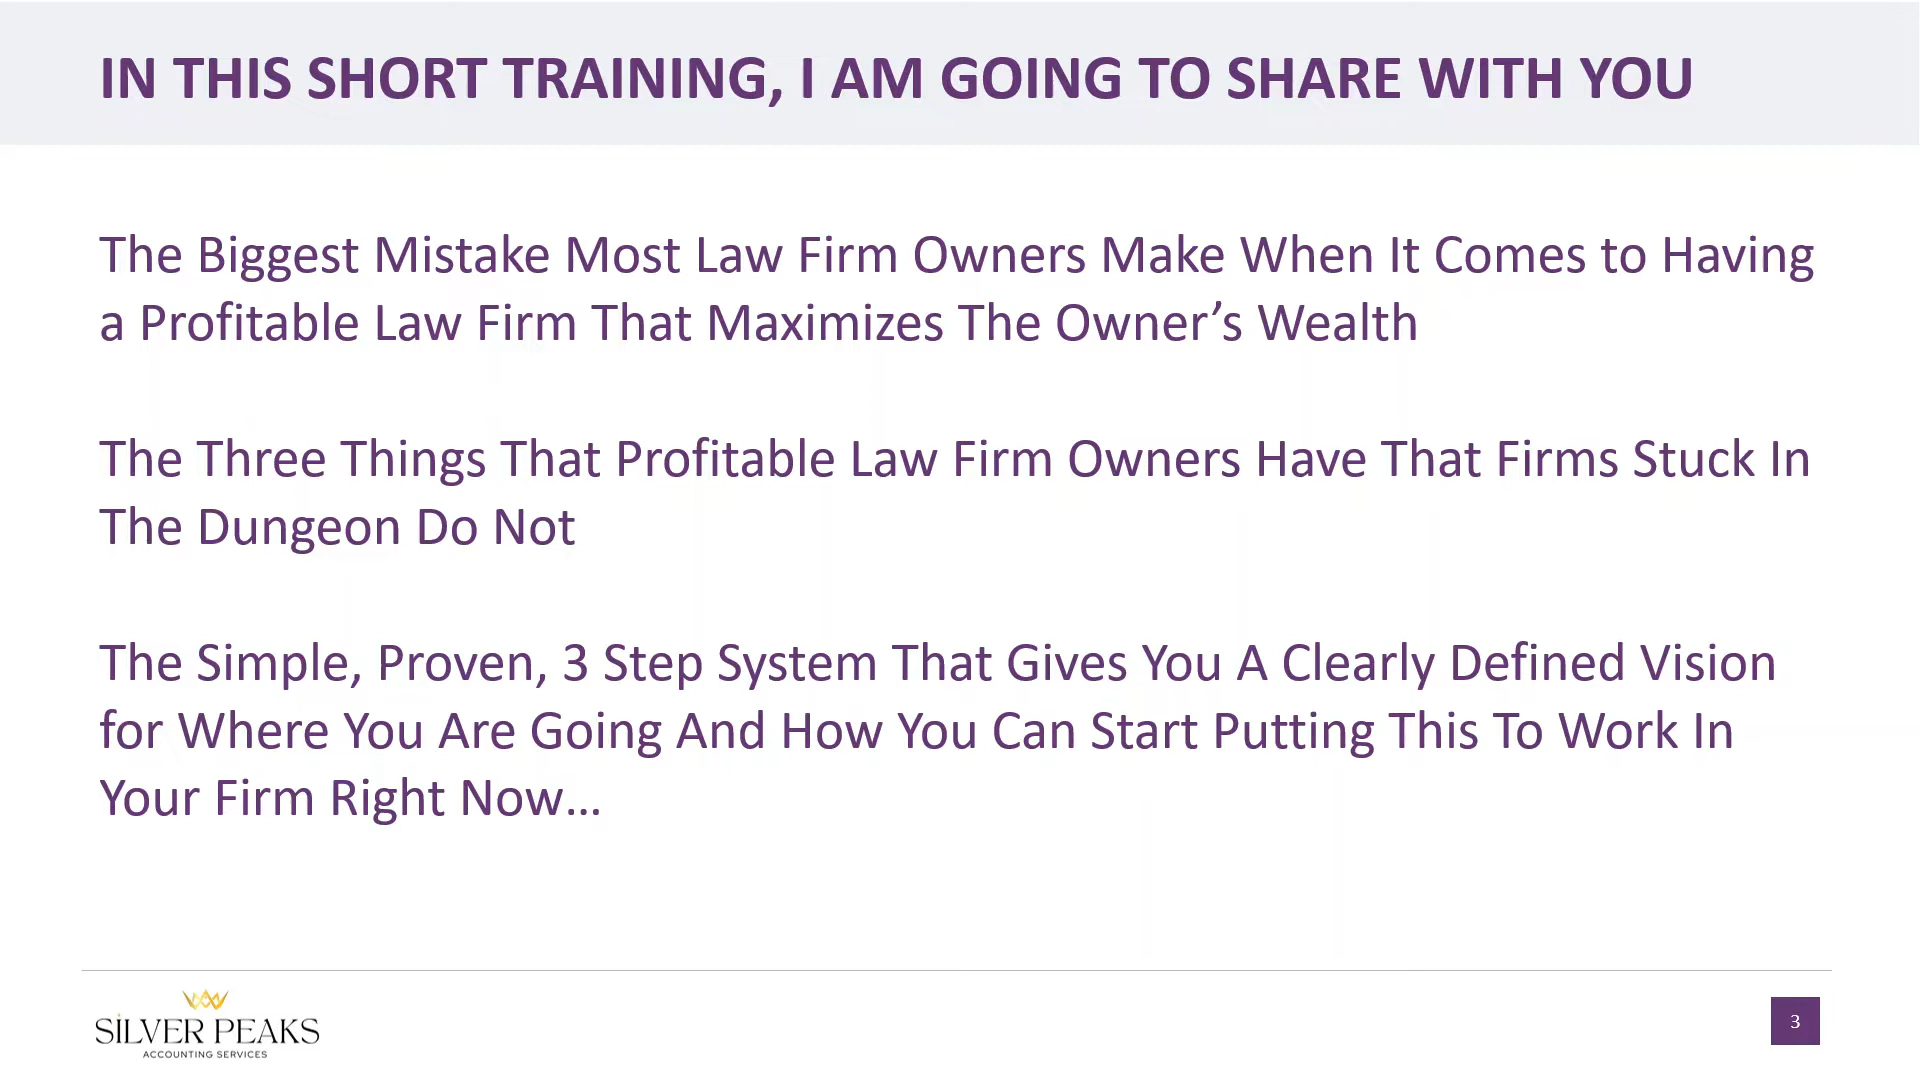 IN THIS SHORT TRAINING, I AM GOING TO SHARE WITH YOU
The Biggest Mistake Most Law Firm Owners Make When It Comes to Having
a Profitable Law Firm That Maximizes The Owner’s Wealth
The Three Things That Profitable Law Firm Owners Have That Firms Stuck In
The Dungeon Do Not
The Simple, Proven, 3 Step System That Gives You A Clearly Defined Vision
for Where You Are Going And How You Can Start Putting This To Work In
Your Firm Right Now…
SILVER PEAKS
ACCOUNTING SERVICES
3